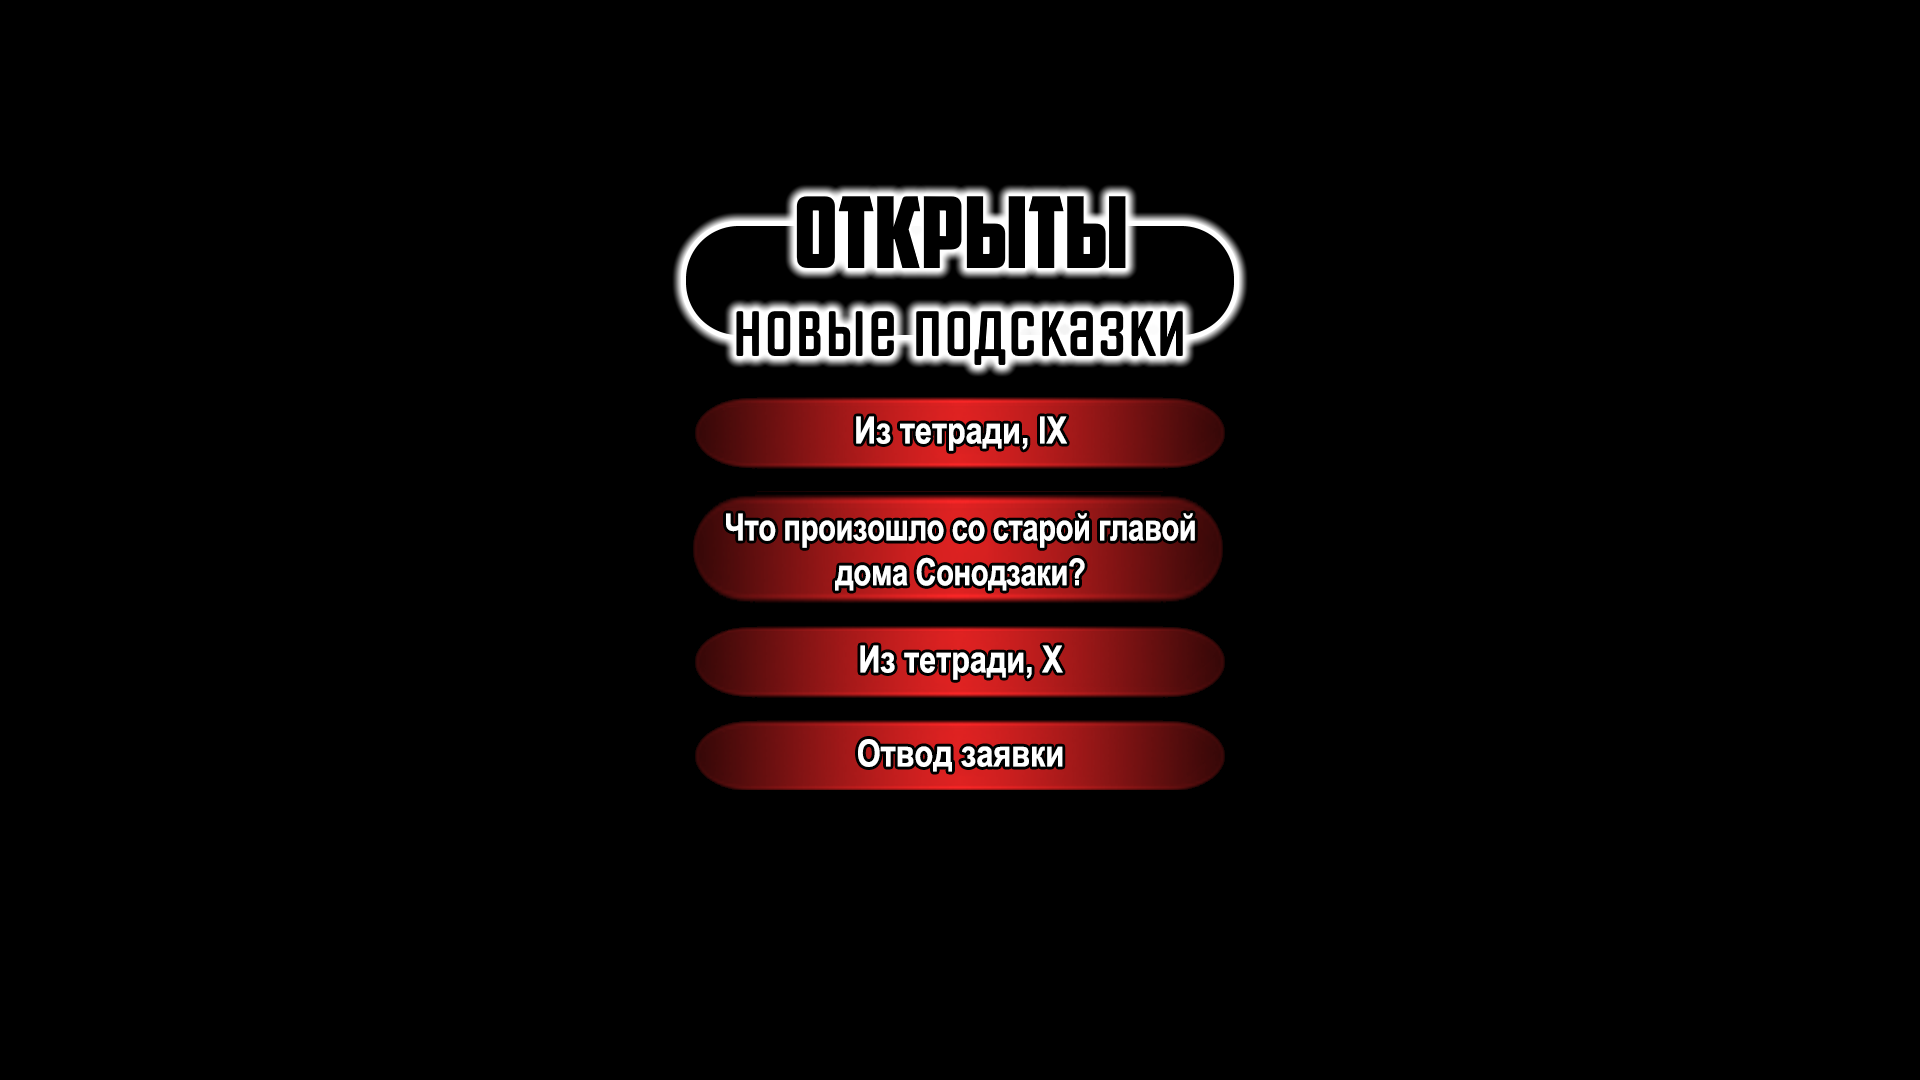 ОТКРЫТЫ
новые подсказки
Из тетради, IX
Что произошло со старой главой
дома Сонодзаки?
Из тетради, X
Отвод заявки